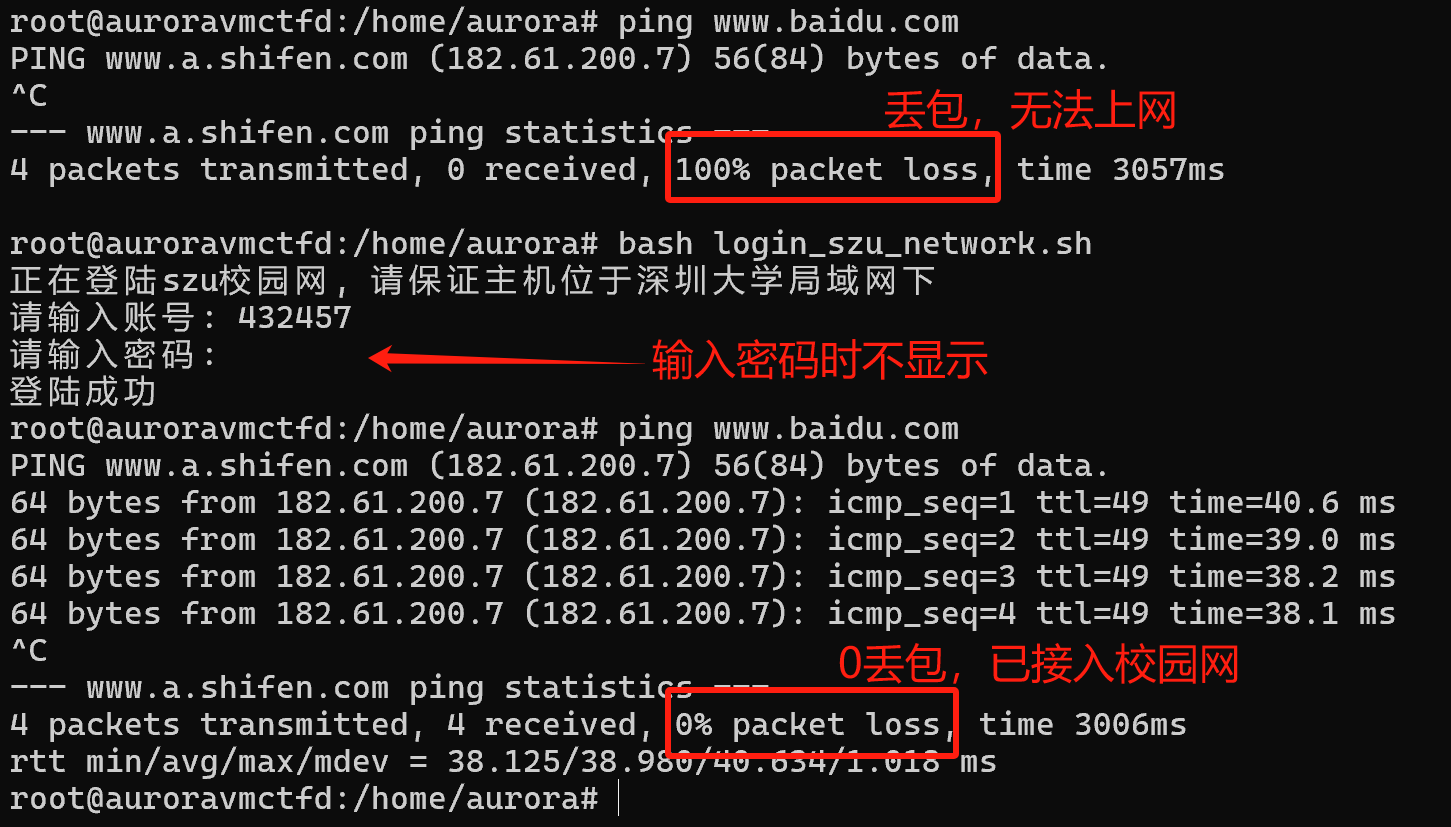 root@auroravmctfd:/home/aurora# ping www.baidu.com
PING www.a.shifen.com (182.61.200.7) 56(84) bytes of data.
^C
丢包，无法上网
--- www.a.shifen.com ping statistics ---
4 packets transmitted, 0 received, 100% packet loss, time 3057ms
root@auroravmctfd:/home/aurora# bash login_szu_network.sh
正在登陆szu校园网，请保证主机位于深圳大学局域网下
请输入账号：432457
请输入密码：
输入密码时不显示
登陆成功
root@auroravmctfd:/home/aurora# ping www.baidu.com
PING www.a.shifen.com (182.61.200.7) 56(84) bytes of data.
64 bytes from 182.61.200.7 (182.61.200.7): icmp_seq=1 ttl=49 time=40.6 ms
64 bytes from 182.61.200.7 (182.61.200.7): icmp_seq=2 ttl=49 time=39.0 ms
64 bytes from 182.61.200.7 (182.61.200.7): icmp_seq=3 ttl=49 time=38.2 ms
64 bytes from 182.61.200.7 (182.61.200.7): icmp_seq=4 ttl=49 time=38.1 ms
^C
0丢包，已接入校园网
--- www.a.shifen.com ping statistics ---
4 packets transmitted, 4 received, 0% packet loss, time 3006ms
rtt min/avg/max/mdev = 38.125/38.980/40.634/1.018 ms
root@auroravmctfd:/home/aurora#